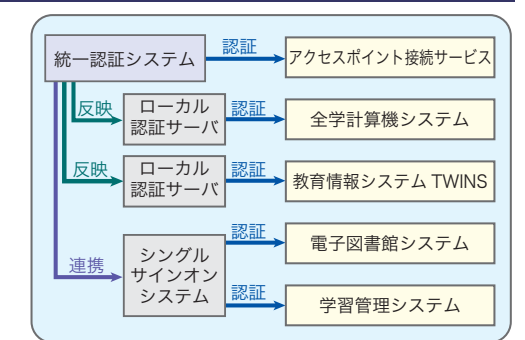 統一認証システム
認証
アクセスポイント接続サービス
反映
ローカル
認証サーバ
認証
全学計算機システム
反映
ローカル
認証サーバ
認証
教育情報システム TWINS
連携
シングル
サインオン
システム
認証
電子図書館システム
認証
学習管理システム